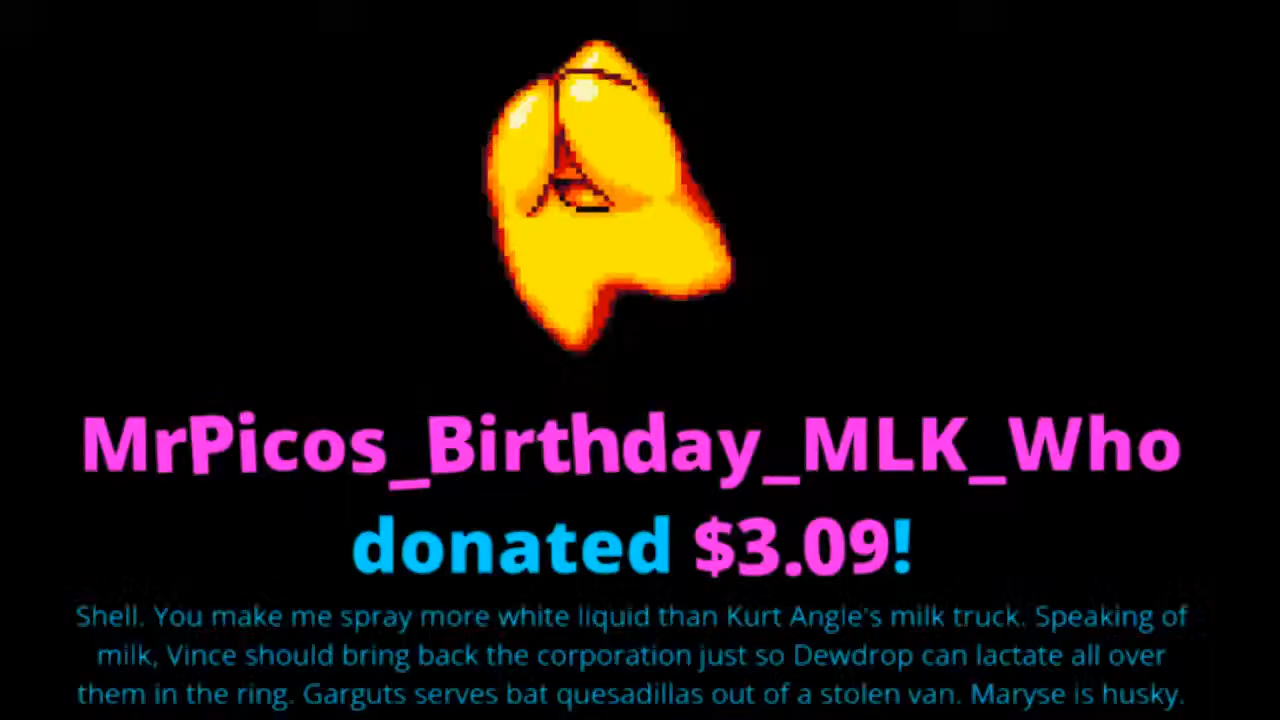 MrPicos_Birthday_MLK_Who
donated $3.09!
Shell. You make me spray more white liquid than Kurt Angle's milk truck. Speaking of
milk, Vince should bring back the corporation just so Dewdrop can lactate all over
them in the ring. Garguts serves bat quesadillas out of a stolen van. Maryse is husky.